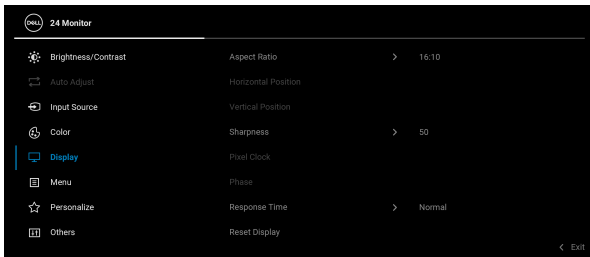 DELL 24 Monitor
Brightness/Contrast Aspect Ratio > 16:10
Auto Adjust Horizontal Position
Input Source Vertical Position
Color Sharpness > 50
Display Pixel Clock
Menu Phase
Personalize Response Time > Normal
Others Reset Display
< Exit